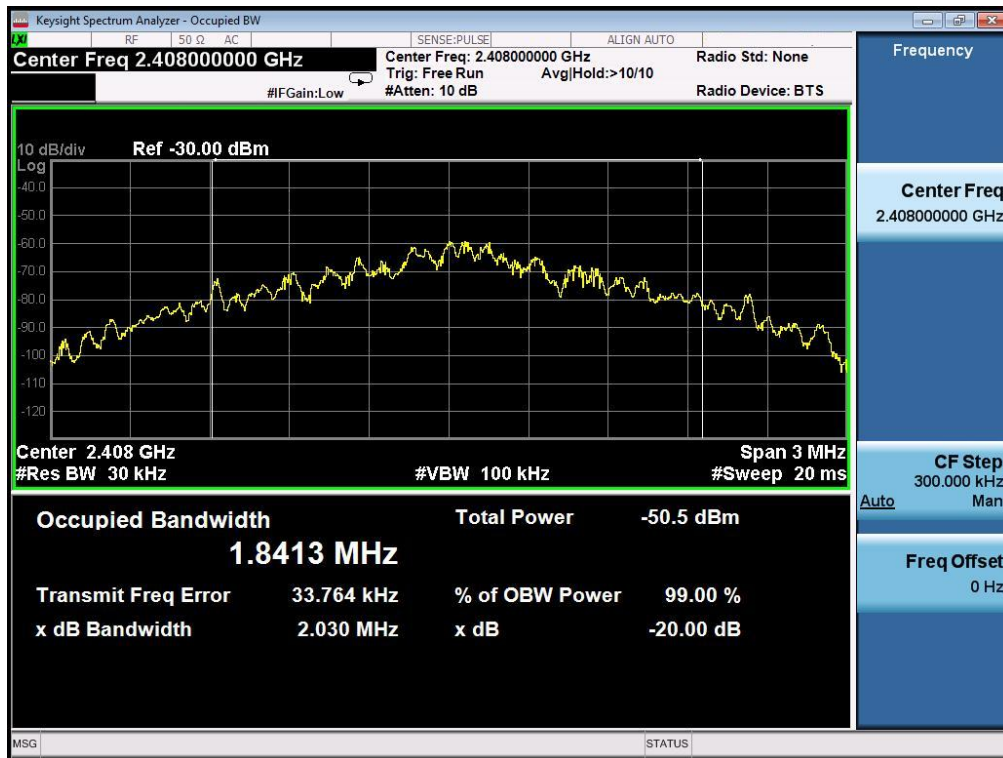 Keysight Spectrum Analyzer - Occupied BW
LXI RF 50 Ω AC SENSE:PULSE ALIGN AUTO
Center Freq 2.408000000 GHz
#IFGain:Low
Center Freq: 2.408000000 GHz
Trig: Free Run Avg|Hold:>10/10
#Atten: 10 dB
Radio Std: None
Radio Device: BTS
10 dB/div Ref -30.00 dBm
Log
-40.0
-50.0
-60.0
-70.0
-80.0
-90.0
-100
-110
-120
Center 2.408 GHz Span 3 MHz
#Res BW 30 kHz #VBW 100 kHz #Sweep 20 ms
Occupied Bandwidth Total Power -50.5 dBm
1.8413 MHz
Transmit Freq Error 33.764 kHz % of OBW Power 99.00 %
x dB Bandwidth 2.030 MHz x dB -20.00 dB
Frequency
Center Freq
2.408000000 GHz
CF Step
300.000 kHz
Auto Man
Freq Offset
0 Hz
MSG STATUS